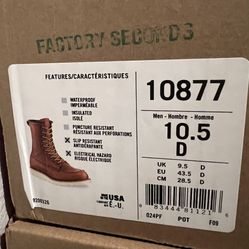 FACTORY SECONDS
FEATURES/CARACTÉRISTIQUES
WATERPROOF
IMPERMÉABLE
INSULATED
ISOLÉ
PUNCTURE RESISTANT
RÉSISTANT AUX PERFORATIONS
SLIP RESISTANT
ANTIDÉRAPANTE
ELECTRICAL HAZARD
RISQUE ÉLECTRIQUE
USA
E.-U.
10877
Men - Hombre - Homme
10.5
D
UK 9.5 D
EU 43.5 D
CM 28.5 D
024PF POT F09